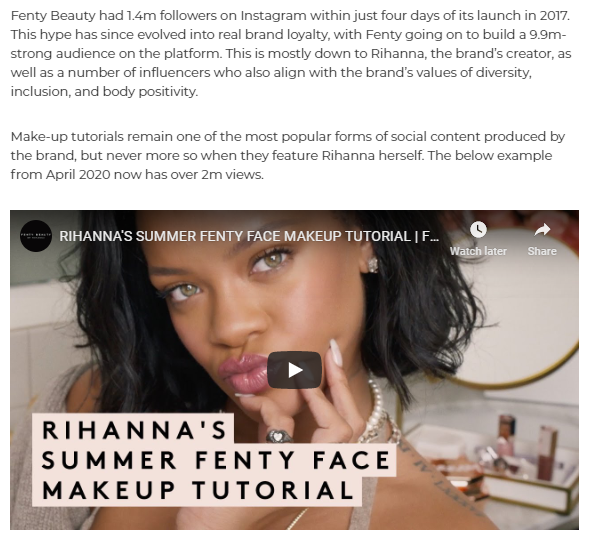 Fenty Beauty had 1.4m followers on Instagram within just four days of its launch in 2017.
This hype has since evolved into real brand loyalty, with Fenty going on to build a 9.9m-
strong audience on the platform. This is mostly down to Rihanna, the brand's creator, as
well as a number of influencers who also align with the brand's values of diversity,
inclusion, and body positivity.
Make-up tutorials remain one of the most popular forms of social content produced by
the brand, but never more so when they feature Rihanna herself. The below example
from April 2020 now has over 2m views.
FENTY BEAUTY
RIHANNA'S SUMMER FENTY FACE MAKEUP TUTORIAL | F...
Watch later
Share
RIHANNA'S
SUMMER FENTY FACE
MAKEUP TUTORIAL